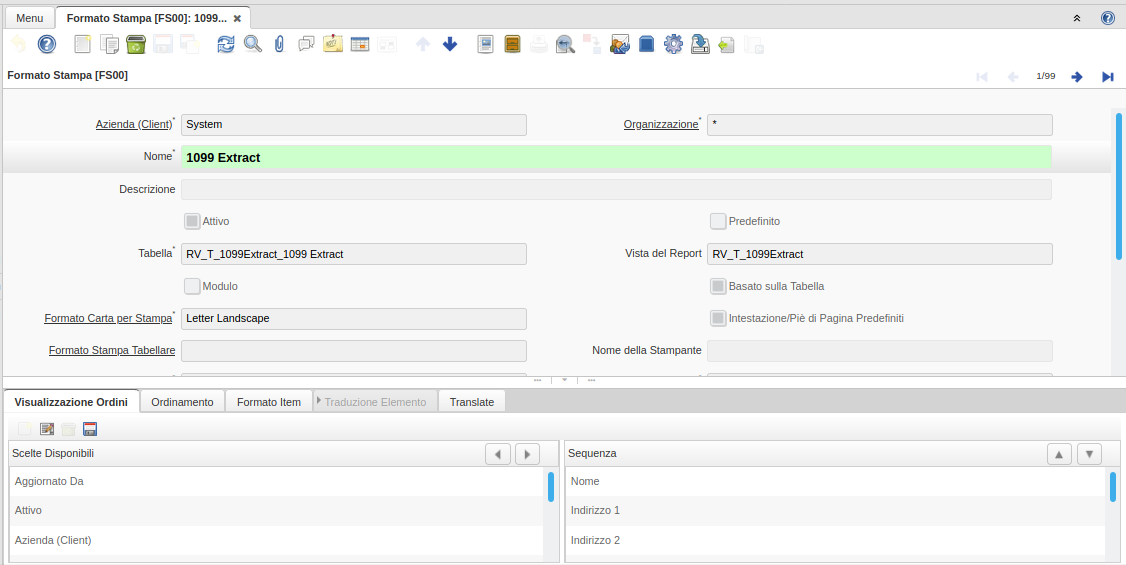 Menu
Formato Stampa [FS00]: 1099... ×
Formato Stampa [FS00]
1/99
Azienda (Client)* System
Organizzazione* *
Nome* 1099 Extract
Descrizione
Attivo
Predefinito
Tabella* RV_T_1099Extract_1099 Extract
Vista del Report RV_T_1099Extract
Modulo
Basato sulla Tabella
Formato Carta per Stampa* Letter Landscape
Intestazione/Piè di Pagina Predefiniti
Formato Stampa Tabellare
Nome della Stampante
Visualizzazione Ordini
Ordinamento
Formato Item
Traduzione Elemento
Translate
Scelte Disponibili
Aggiornato Da
Attivo
Azienda (Client)
Sequenza
Nome
Indirizzo 1
Indirizzo 2